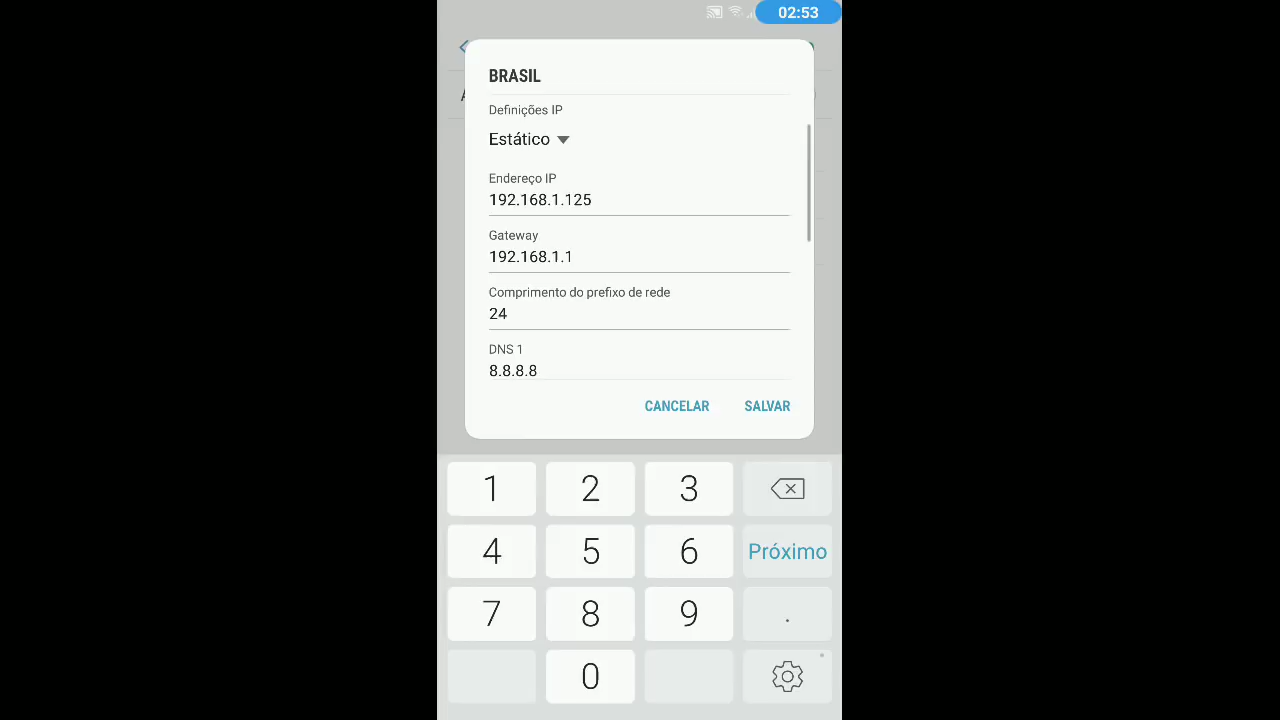 02:53
BRASIL
Definições IP
Estático
Endereço IP
192.168.1.125
Gateway
192.168.1.1
Comprimento do prefixo de rede
24
DNS 1
8.8.8.8
CANCELAR SALVAR
1 2 3
4 5 6 Próximo
7 8 9 .
0